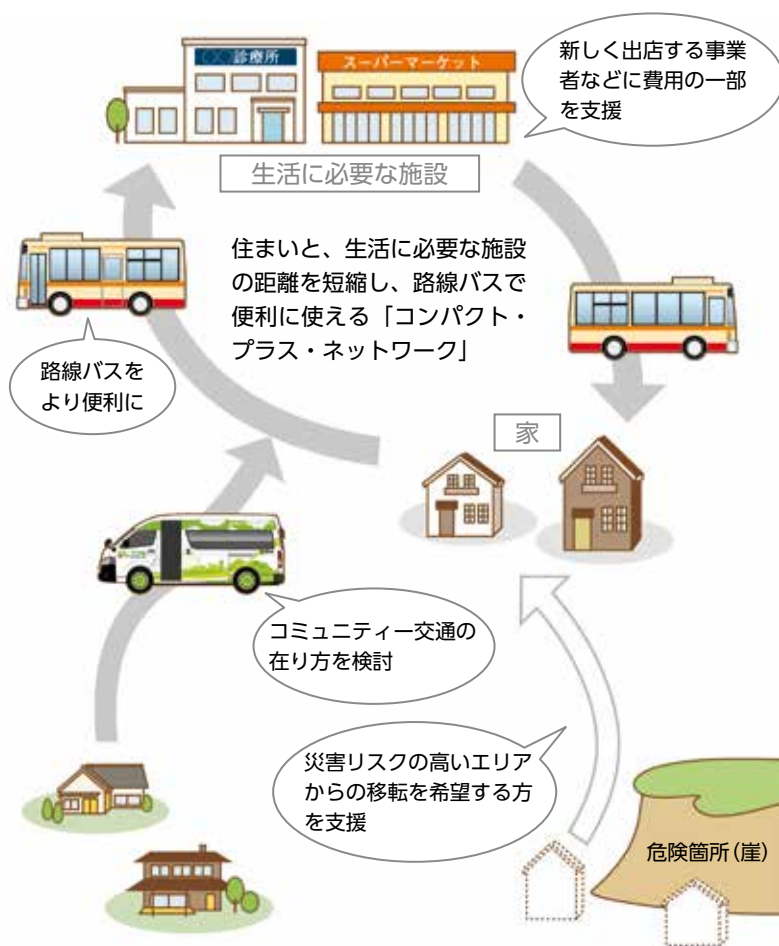 〇〇診療所
スーパーマーケット
新しく出店する事業
者などに費用の一部
を支援
生活に必要な施設
住まいと、生活に必要な施設
の距離を短縮し、路線バスで
便利に使える「コンパクト・
プラス・ネットワーク」
路線バスを
より便利に
家
コミュニティー交通の
在り方を検討
災害リスクの高いエリア
からの移転を希望する方
を支援
危険箇所(崖)